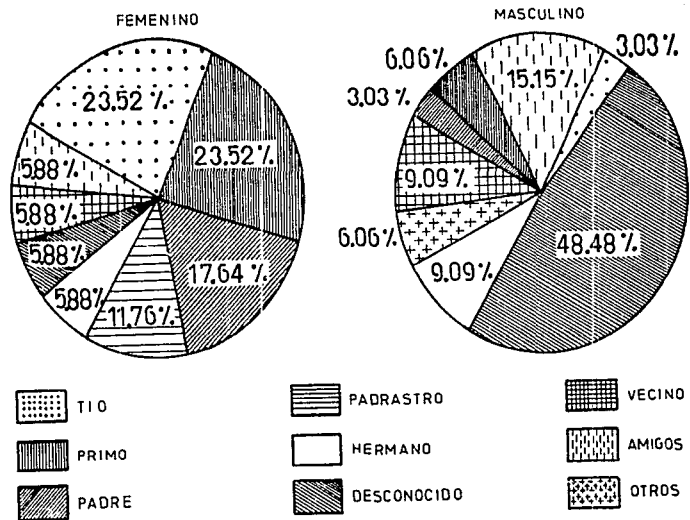 FEMENINO
23.52 %.
23.52 %.
5.88 %
5.88 %
5.88 %
5.88%
11.76%
17.64 %
MASCULINO
6.06%
15.15%
3.03%
3.03 %
9.09%
6.06%
9.09%
48.48 %
TIO
PRIMO
PADRE
PADRASTRO
HERMANO
DESCONOCIDO
VECINO
AMIGOS
OTROS